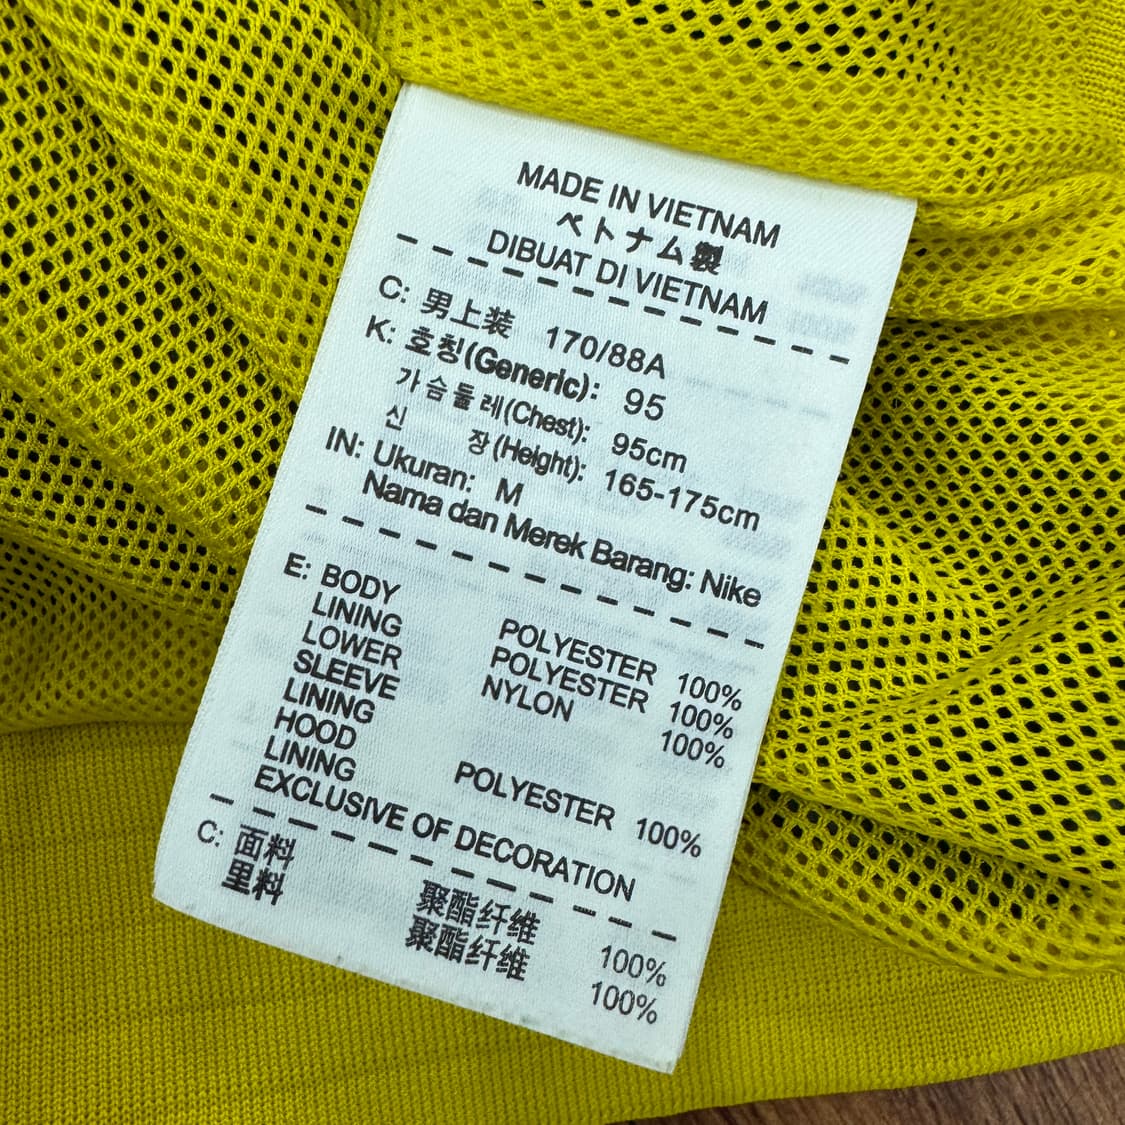 MADE IN VIETNAM
ベトナム製
DIBUAT DI VIETNAM
C: 男上装 170/88A
K: 호칭(Generic): 95
가슴둘레(Chest): 95cm
신 장(Height): 165-175cm
IN: Ukuran: M
Nama dan Merek Barang: Nike
E: BODY POLYESTER 100%
LINING POLYESTER 100%
LOWER NYLON 100%
SLEEVE
LINING
HOOD POLYESTER 100%
LINING
EXCLUSIVE OF DECORATION
C: 面料 聚酯纤维 100%
里料 聚酯纤维 100%